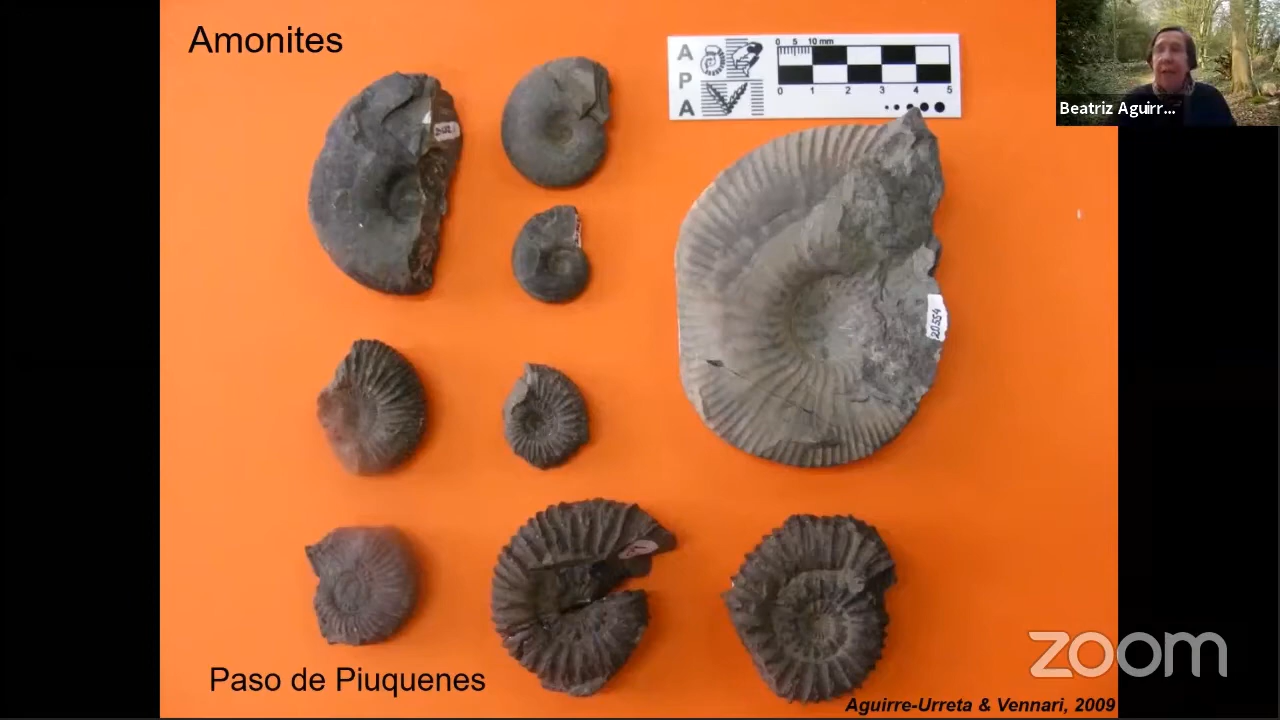 Amonites
A
P
A
0 5 10 mm
0 1 2 3 4 5
20554
Beatriz Aguirr...
Paso de Piuquenes
zoom
Aguirre-Urreta & Vennari, 2009